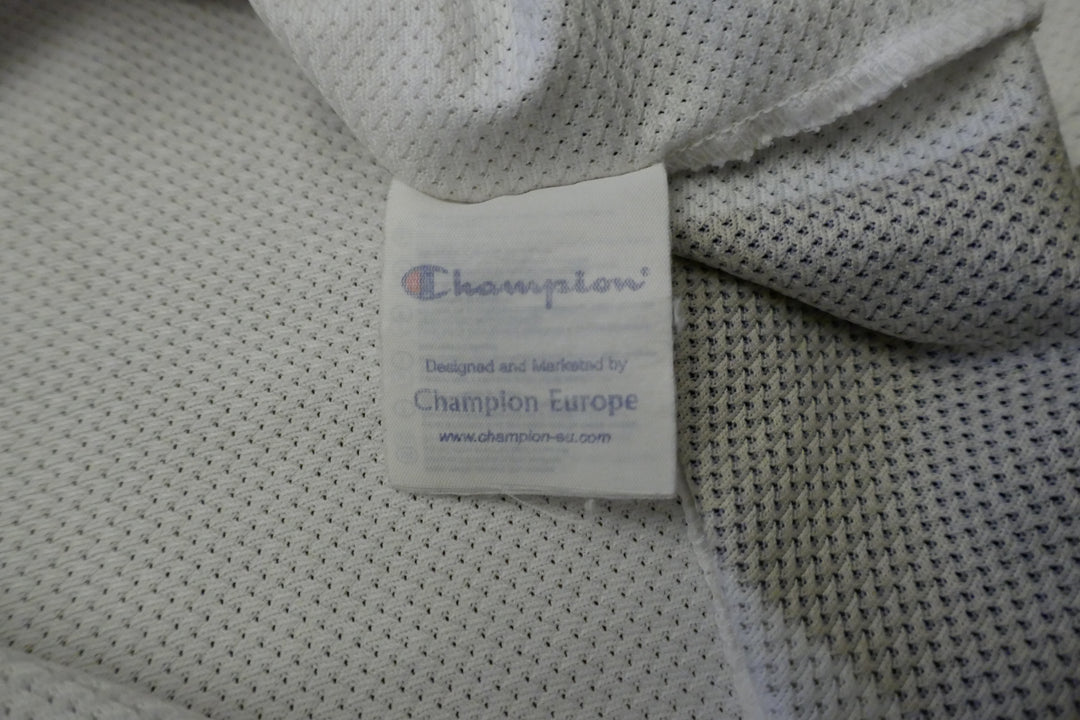 Champion®
Designed and Marketed by
Champion Europe
www.champion-eu.com